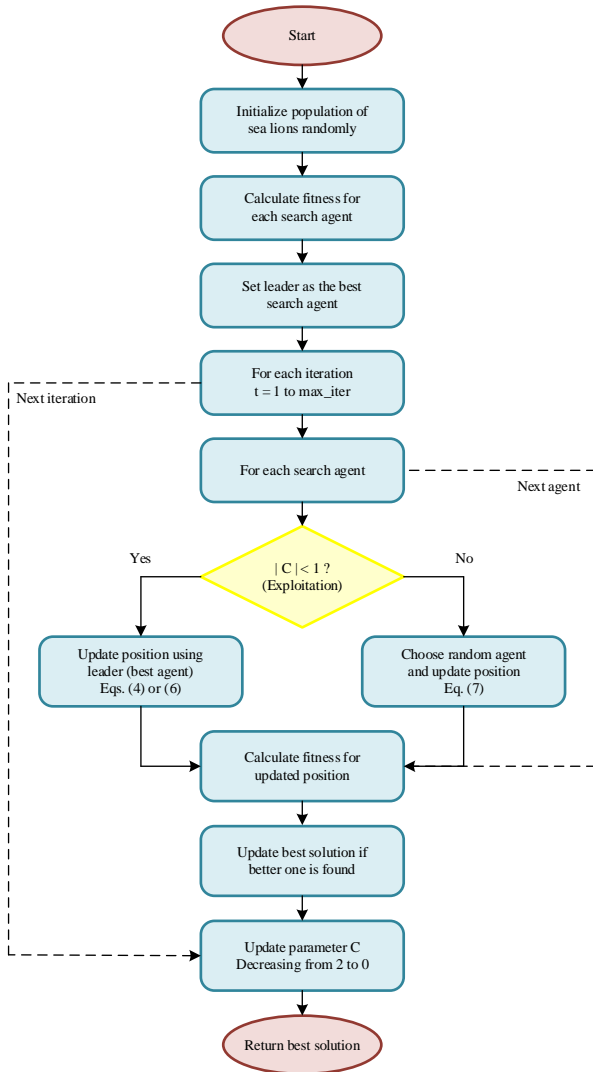 Start
Initialize population of
sea lions randomly
Calculate fitness for
each search agent
Set leader as the best
search agent
For each iteration
t = 1 to max_iter
Next iteration
For each search agent
Next agent
Yes
| C |< 1 ?
(Exploitation)
No
Update position using
leader (best agent)
Eqs. (4) or (6)
Choose random agent
and update position
Eq. (7)
Calculate fitness for
updated position
Update best solution if
better one is found
Update parameter C
Decreasing from 2 to 0
Return best solution